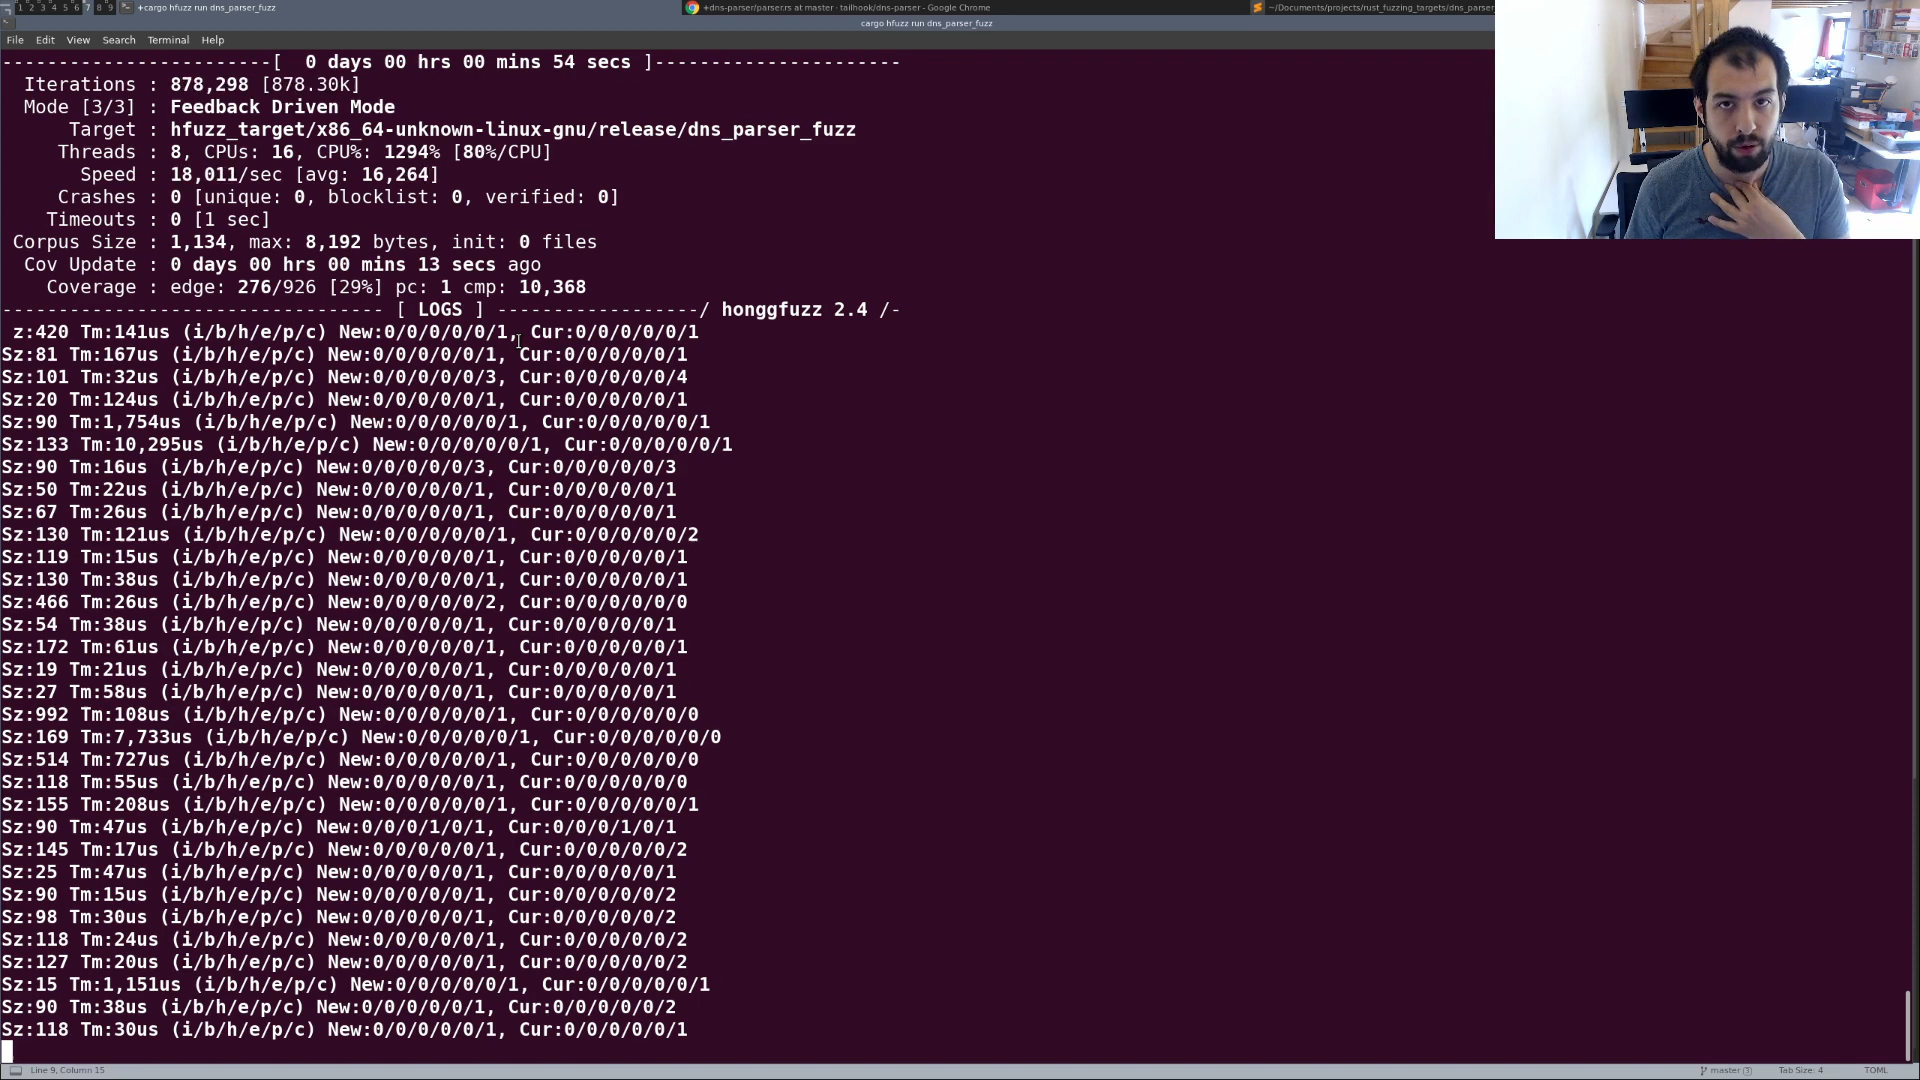 1 2 3 4 5 6 7 8 9 +cargo hfuzz run dns_parser_fuzz
+dns-parser/parser.rs at master · tailhook/dns-parser - Google Chrome
~/Documents/projects/rust_fuzzing_targets/dns_parser
cargo hfuzz run dns_parser_fuzz
File Edit View Search Terminal Help
------------------------[  0 days 00 hrs 00 mins 54 secs ]----------------------
Iterations : 878,298 [878.30k]
Mode [3/3] : Feedback Driven Mode
Target : hfuzz_target/x86_64-unknown-linux-gnu/release/dns_parser_fuzz
Threads : 8, CPUs: 16, CPU%: 1294% [80%/CPU]
Speed : 18,011/sec [avg: 16,264]
Crashes : 0 [unique: 0, blocklist: 0, verified: 0]
Timeouts : 0 [1 sec]
Corpus Size : 1,134, max: 8,192 bytes, init: 0 files
Cov Update : 0 days 00 hrs 00 mins 13 secs ago
Coverage : edge: 276/926 [29%] pc: 1 cmp: 10,368
---------------------------------- [ LOGS ] ------------------/ honggfuzz 2.4 /-
z:420 Tm:141us (i/b/h/e/p/c) New:0/0/0/0/0/1, Cur:0/0/0/0/0/1
Sz:81 Tm:167us (i/b/h/e/p/c) New:0/0/0/0/0/1, Cur:0/0/0/0/0/1
Sz:101 Tm:32us (i/b/h/e/p/c) New:0/0/0/0/0/3, Cur:0/0/0/0/0/4
Sz:20 Tm:124us (i/b/h/e/p/c) New:0/0/0/0/0/1, Cur:0/0/0/0/0/1
Sz:90 Tm:1,754us (i/b/h/e/p/c) New:0/0/0/0/0/1, Cur:0/0/0/0/0/1
Sz:133 Tm:10,295us (i/b/h/e/p/c) New:0/0/0/0/0/1, Cur:0/0/0/0/0/1
Sz:90 Tm:16us (i/b/h/e/p/c) New:0/0/0/0/0/3, Cur:0/0/0/0/0/3
Sz:50 Tm:22us (i/b/h/e/p/c) New:0/0/0/0/0/1, Cur:0/0/0/0/0/1
Sz:67 Tm:26us (i/b/h/e/p/c) New:0/0/0/0/0/1, Cur:0/0/0/0/0/1
Sz:130 Tm:121us (i/b/h/e/p/c) New:0/0/0/0/0/1, Cur:0/0/0/0/0/2
Sz:119 Tm:15us (i/b/h/e/p/c) New:0/0/0/0/0/1, Cur:0/0/0/0/0/1
Sz:130 Tm:38us (i/b/h/e/p/c) New:0/0/0/0/0/1, Cur:0/0/0/0/0/1
Sz:466 Tm:26us (i/b/h/e/p/c) New:0/0/0/0/0/2, Cur:0/0/0/0/0/0
Sz:54 Tm:38us (i/b/h/e/p/c) New:0/0/0/0/0/1, Cur:0/0/0/0/0/1
Sz:172 Tm:61us (i/b/h/e/p/c) New:0/0/0/0/0/1, Cur:0/0/0/0/0/1
Sz:19 Tm:21us (i/b/h/e/p/c) New:0/0/0/0/0/1, Cur:0/0/0/0/0/1
Sz:27 Tm:58us (i/b/h/e/p/c) New:0/0/0/0/0/1, Cur:0/0/0/0/0/1
Sz:992 Tm:108us (i/b/h/e/p/c) New:0/0/0/0/0/1, Cur:0/0/0/0/0/0
Sz:169 Tm:7,733us (i/b/h/e/p/c) New:0/0/0/0/0/1, Cur:0/0/0/0/0/0
Sz:514 Tm:727us (i/b/h/e/p/c) New:0/0/0/0/0/1, Cur:0/0/0/0/0/0
Sz:118 Tm:55us (i/b/h/e/p/c) New:0/0/0/0/0/1, Cur:0/0/0/0/0/0
Sz:155 Tm:208us (i/b/h/e/p/c) New:0/0/0/0/0/1, Cur:0/0/0/0/0/1
Sz:90 Tm:47us (i/b/h/e/p/c) New:0/0/0/1/0/1, Cur:0/0/0/1/0/1
Sz:145 Tm:17us (i/b/h/e/p/c) New:0/0/0/0/0/1, Cur:0/0/0/0/0/2
Sz:25 Tm:47us (i/b/h/e/p/c) New:0/0/0/0/0/1, Cur:0/0/0/0/0/1
Sz:90 Tm:15us (i/b/h/e/p/c) New:0/0/0/0/0/1, Cur:0/0/0/0/0/2
Sz:98 Tm:30us (i/b/h/e/p/c) New:0/0/0/0/0/1, Cur:0/0/0/0/0/2
Sz:118 Tm:24us (i/b/h/e/p/c) New:0/0/0/0/0/1, Cur:0/0/0/0/0/2
Sz:127 Tm:20us (i/b/h/e/p/c) New:0/0/0/0/0/1, Cur:0/0/0/0/0/2
Sz:15 Tm:1,151us (i/b/h/e/p/c) New:0/0/0/0/0/1, Cur:0/0/0/0/0/1
Sz:90 Tm:38us (i/b/h/e/p/c) New:0/0/0/0/0/1, Cur:0/0/0/0/0/2
Sz:118 Tm:30us (i/b/h/e/p/c) New:0/0/0/0/0/1, Cur:0/0/0/0/0/1
Line 9, Column 15
master (3) Tab Size: 4 TOML